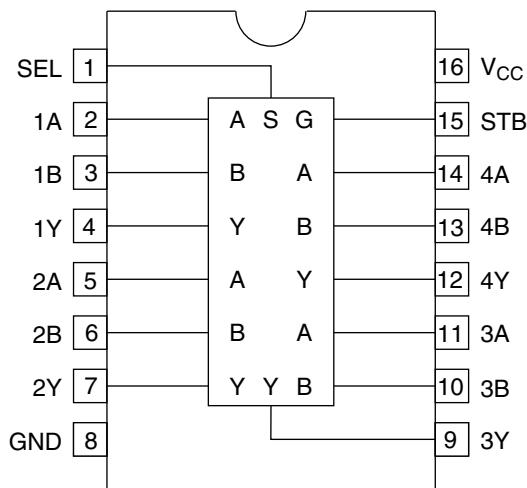 SEL 1 16 VCC
1A 2 A S G 15 STB
1B 3 B A 14 4A
1Y 4 Y B 13 4B
2A 5 A Y 12 4Y
2B 6 B A 11 3A
2Y 7 Y Y B 10 3B
GND 8 9 3Y